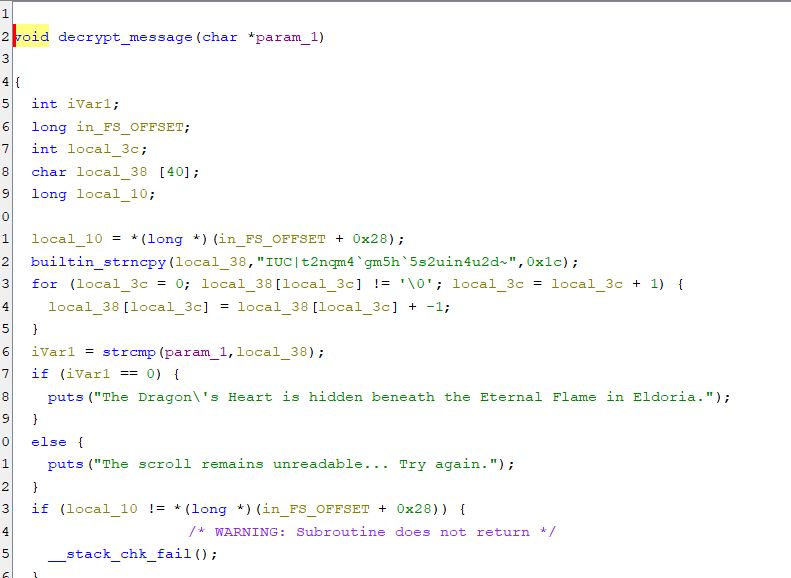 1
2 void decrypt_message(char *param_1)
3
4 {
5 int iVar1;
6 long in_FS_OFFSET;
7 int local_3c;
8 char local_38 [40];
9 long local_10;
0
1 local_10 = *(long *)(in_FS_OFFSET + 0x28);
2 builtin_strncpy(local_38,"IUC|t2nqm4`gm5h`5s2uin4u2d~",0x1c);
3 for (local_3c = 0; local_38[local_3c] != '\0'; local_3c = local_3c + 1) {
4 local_38[local_3c] = local_38[local_3c] + -1;
5 }
6 iVar1 = strcmp(param_1,local_38);
7 if (iVar1 == 0) {
8 puts("The Dragon\'s Heart is hidden beneath the Eternal Flame in Eldoria.");
9 }
0 else {
1 puts("The scroll remains unreadable... Try again.");
2 }
3 if (local_10 != *(long *)(in_FS_OFFSET + 0x28)) {
4 /* WARNING: Subroutine does not return */
5 __stack_chk_fail();
6 }